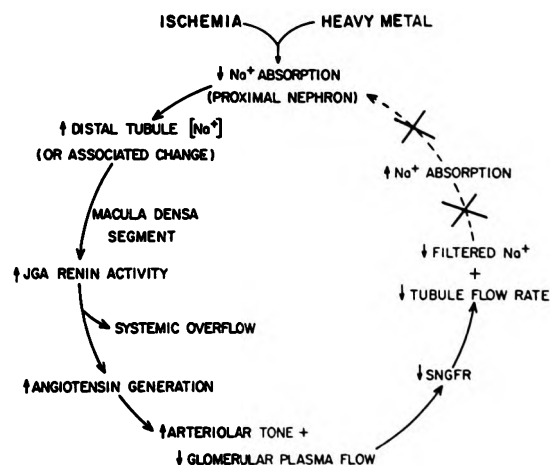 ISCHEMIA
HEAVY METAL
↓ Na⁺ ABSORPTION
(PROXIMAL NEPHRON)
↑ DISTAL TUBULE [Na⁺]
(OR ASSOCIATED CHANGE)
MACULA DENSA
SEGMENT
↑ JGA RENIN ACTIVITY
SYSTEMIC OVERFLOW
↑ ANGIOTENSIN GENERATION
↑ ARTERIOLAR TONE +
↓ GLOMERULAR PLASMA FLOW
↓ SNGFR
↓ FILTERED Na⁺
+
↓ TUBULE FLOW RATE
↑ Na⁺ ABSORPTION